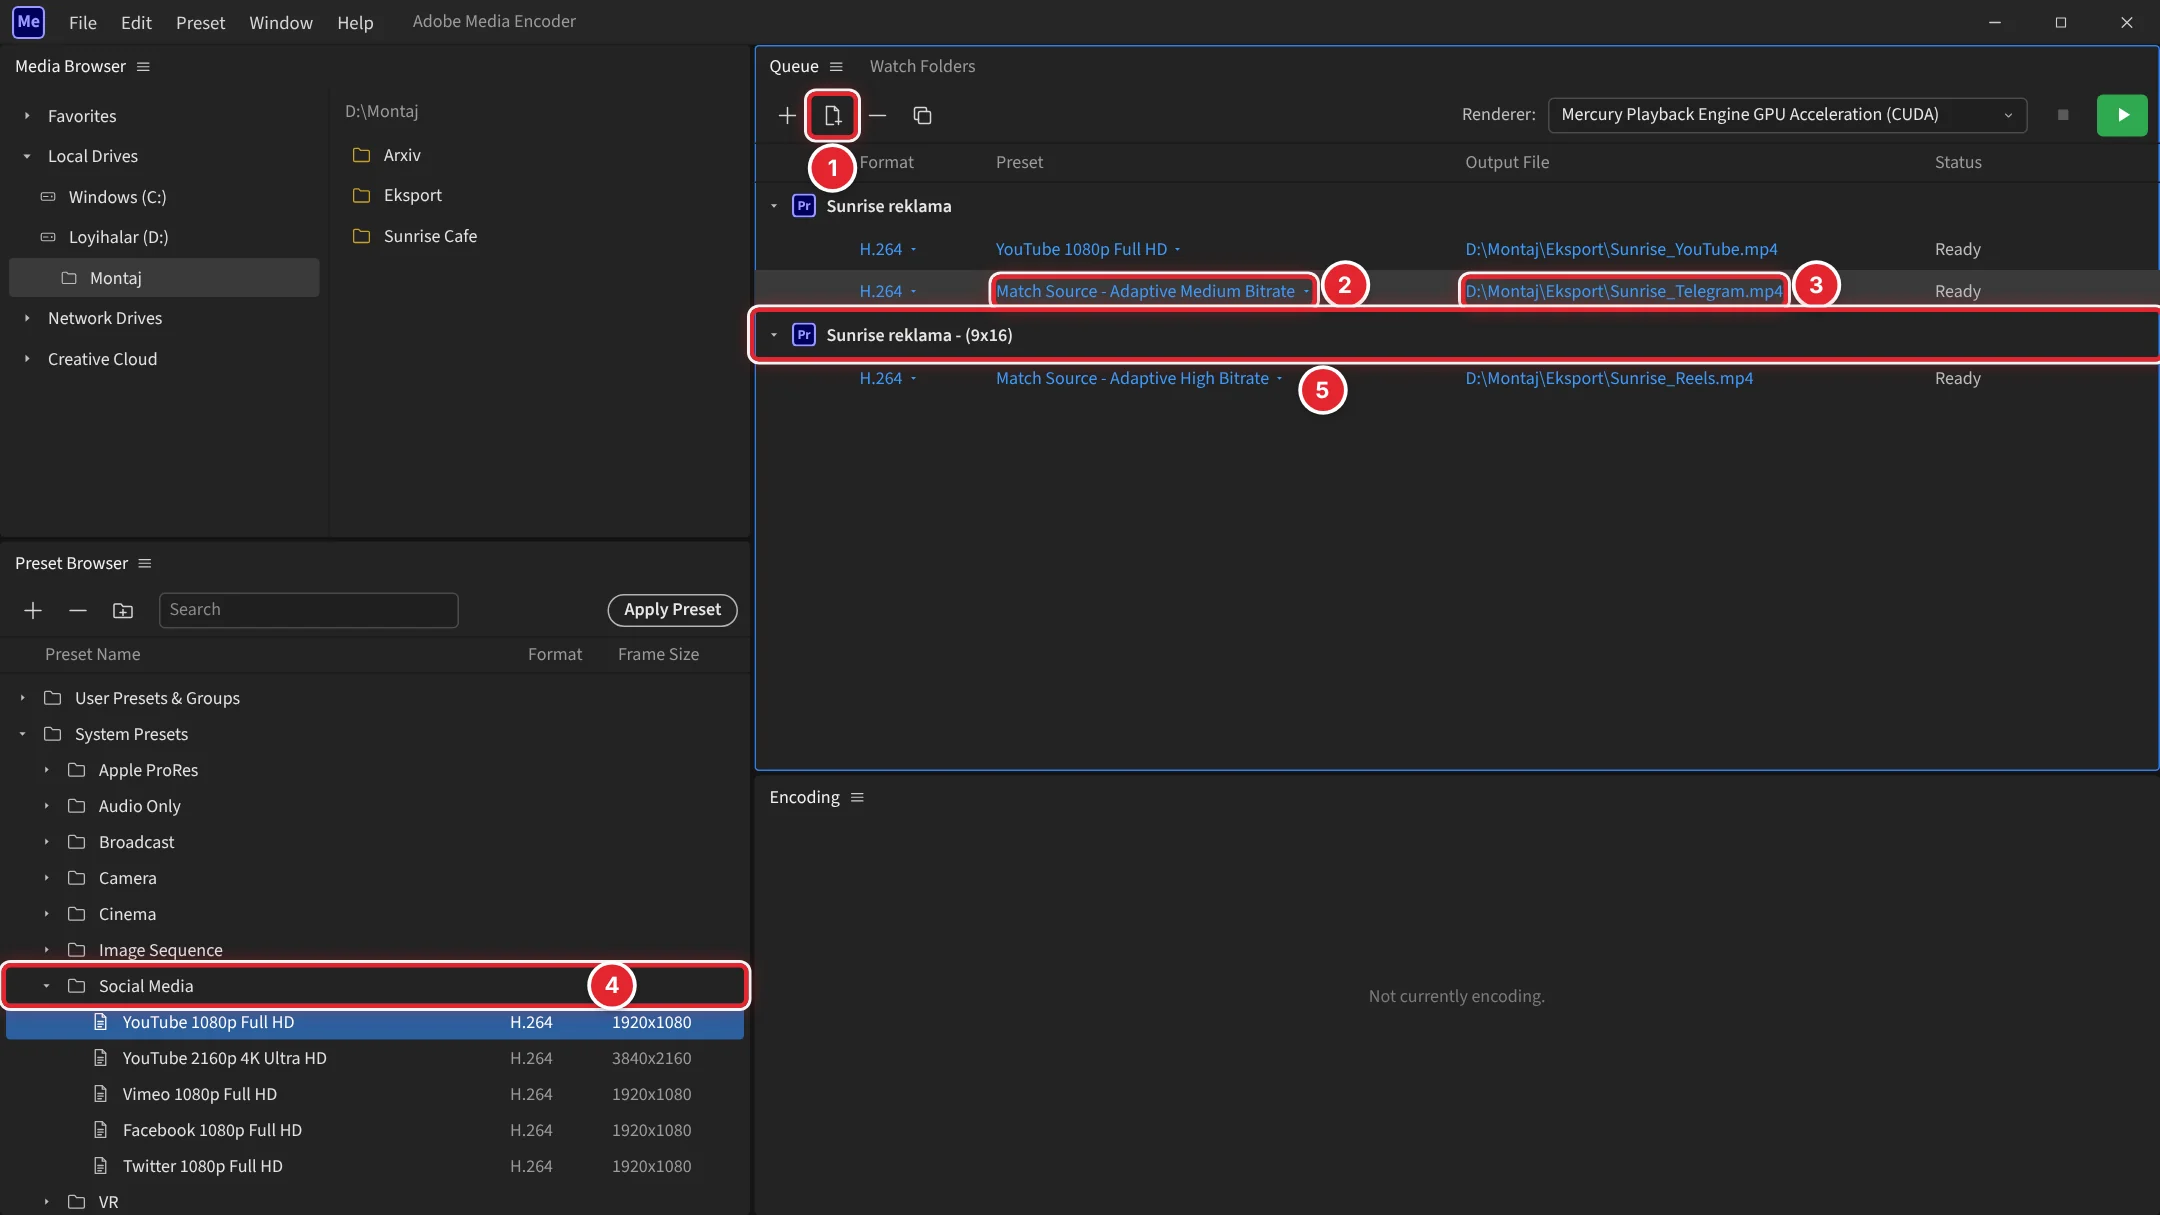 Me File Edit Preset Window Help Adobe Media Encoder
Media Browser
Favorites
Local Drives
Windows (C:)
Loyihalar (D:)
Montaj
Network Drives
Creative Cloud
D:\Montaj
Arxiv
Eksport
Sunrise Cafe
Preset Browser
Search Apply Preset
Preset Name Format Frame Size
User Presets & Groups
System Presets
Apple ProRes
Audio Only
Broadcast
Camera
Cinema
Image Sequence
Social Media 4
YouTube 1080p Full HD H.264 1920x1080
YouTube 2160p 4K Ultra HD H.264 3840x2160
Vimeo 1080p Full HD H.264 1920x1080
Facebook 1080p Full HD H.264 1920x1080
Twitter 1080p Full HD H.264 1920x1080
VR
Queue Watch Folders
Renderer: Mercury Playback Engine GPU Acceleration (CUDA)
1 Format Preset Output File Status
Pr Sunrise reklama
H.264 YouTube 1080p Full HD D:\Montaj\Eksport\Sunrise_YouTube.mp4 Ready
H.264 Match Source - Adaptive Medium Bitrate 2 D:\Montaj\Eksport\Sunrise_Telegram.mp4 3 Ready
Pr Sunrise reklama - (9x16)
H.264 Match Source - Adaptive High Bitrate 5 D:\Montaj\Eksport\Sunrise_Reels.mp4 Ready
Encoding
Not currently encoding.